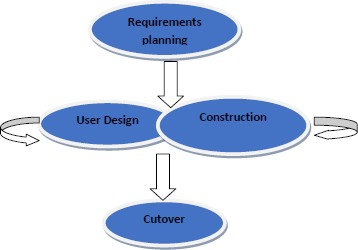 Requirements
planning
User Design
Construction
Cutover